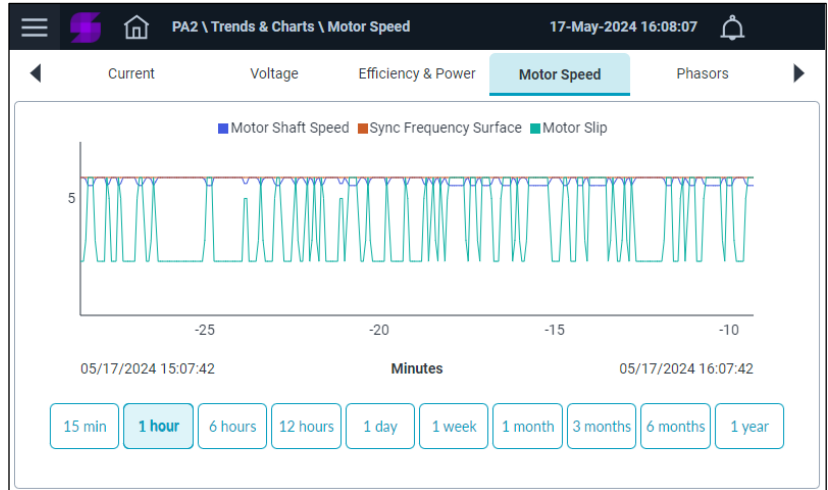 PA2 \ Trends & Charts \ Motor Speed 17-May-2024 16:08:07
Current Voltage Efficiency & Power Motor Speed Phasors
Motor Shaft Speed Sync Frequency Surface Motor Slip
5
-25 -20 -15 -10
05/17/2024 15:07:42 Minutes 05/17/2024 16:07:42
15 min 1 hour 6 hours 12 hours 1 day 1 week 1 month 3 months 6 months 1 year